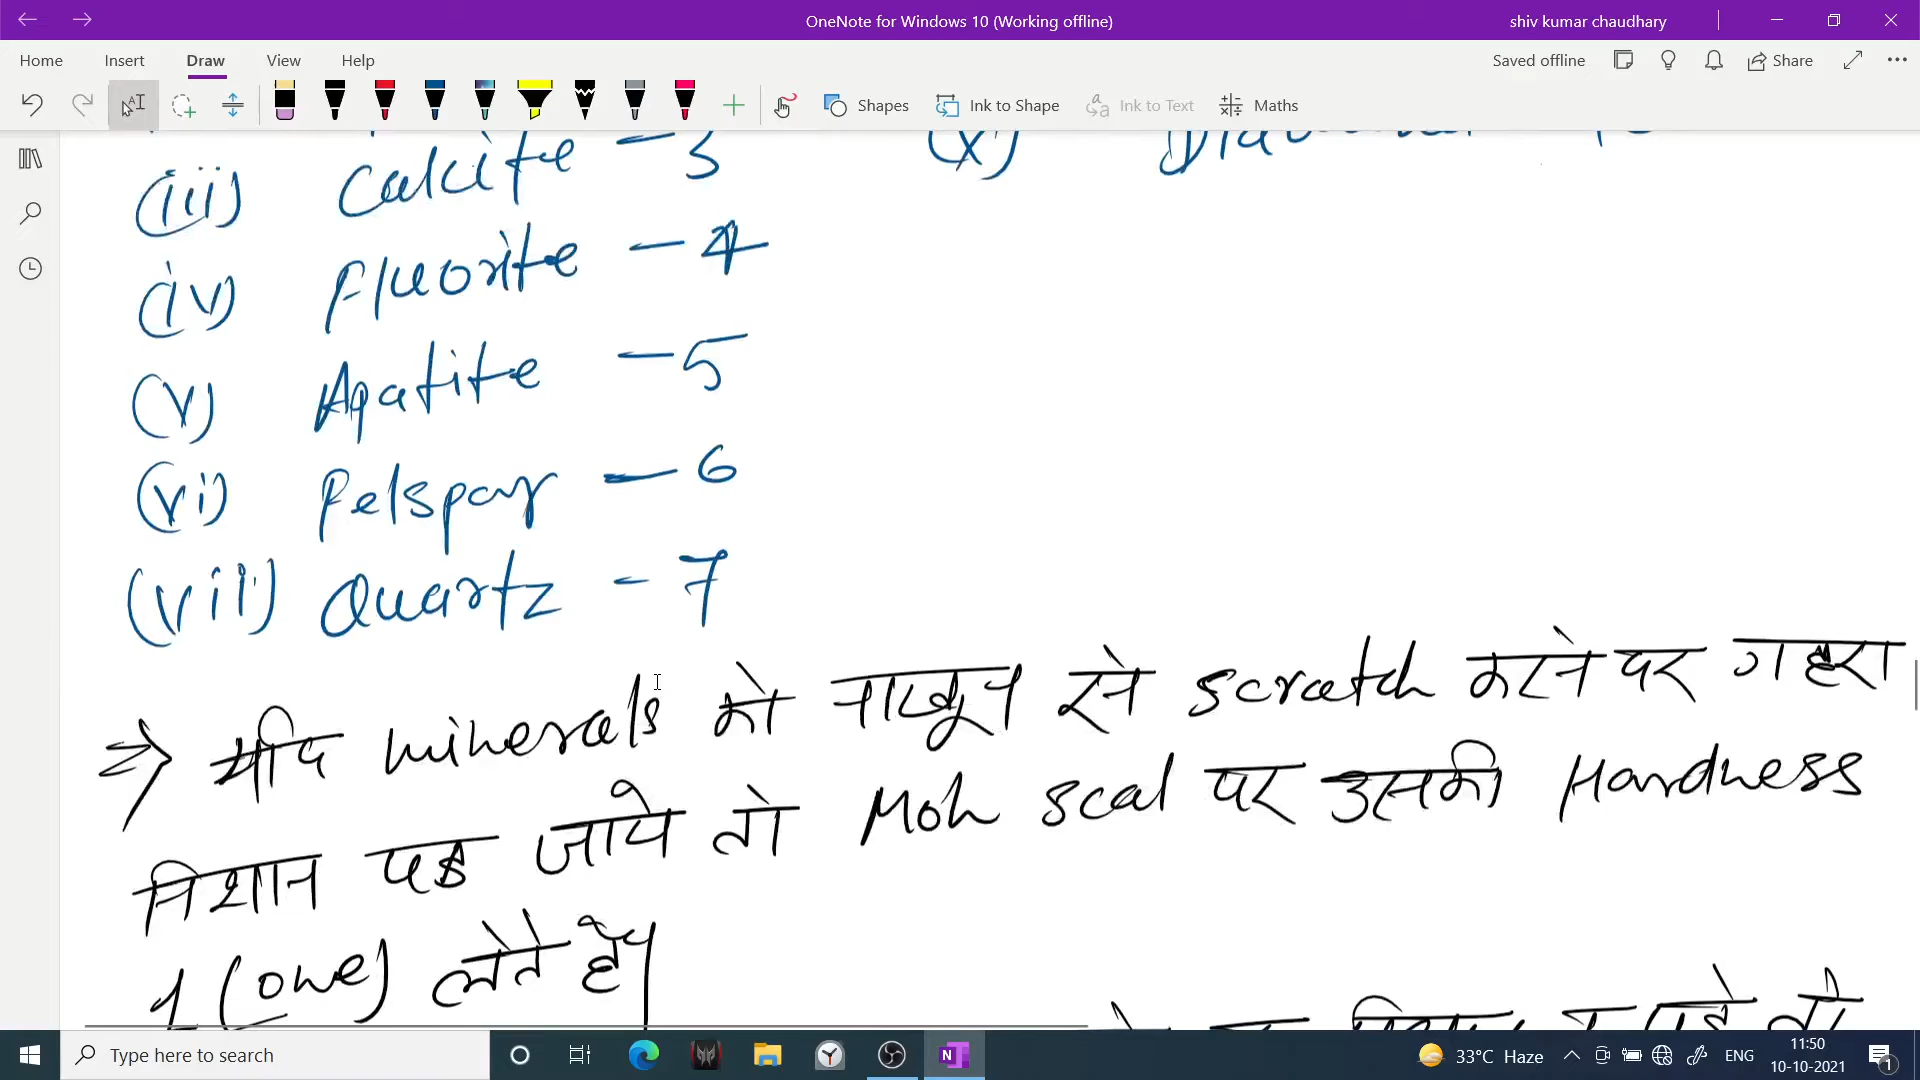 OneNote for Windows 10 (Working offline)
shiv kumar chaudhary
Home Insert Draw View Help
Saved offline Share
Shapes Ink to Shape Ink to Text Maths
(iii) Calcite - 3
(x)
(iv) Fluorite - 4
(v) Apatite - 5
(vi) Felspar - 6
(vii) Quartz - 7
⇒ यदि minerals को नाखून से scratch करने पर गहरा
निशान पड जाये तो Moh scal पर उसकी Hardness
1 (one) लेते है।
Type here to search
33°C Haze
ENG
11:50
10-10-2021
1